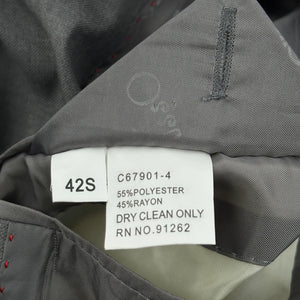 42S
C67901-4
55%POLYESTER
45%RAYON
DRY CLEAN ONLY
RN NO.91262